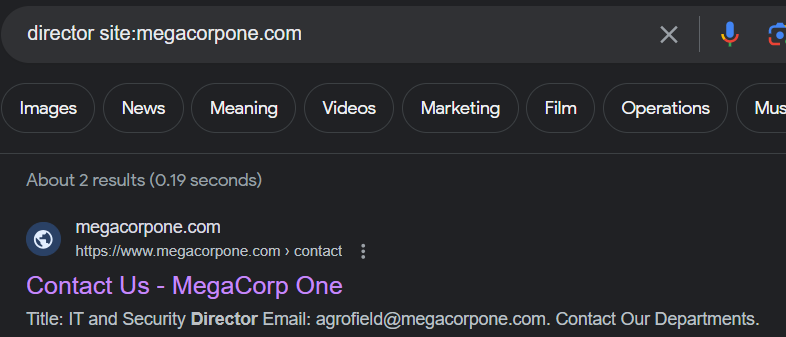 director site:megacorpone.com
Images News Meaning Videos Marketing Film Operations Mus
About 2 results (0.19 seconds)
megacorpone.com
https://www.megacorpone.com › contact
Contact Us - MegaCorp One
Title: IT and Security Director Email: agrofield@megacorpone.com. Contact Our Departments.